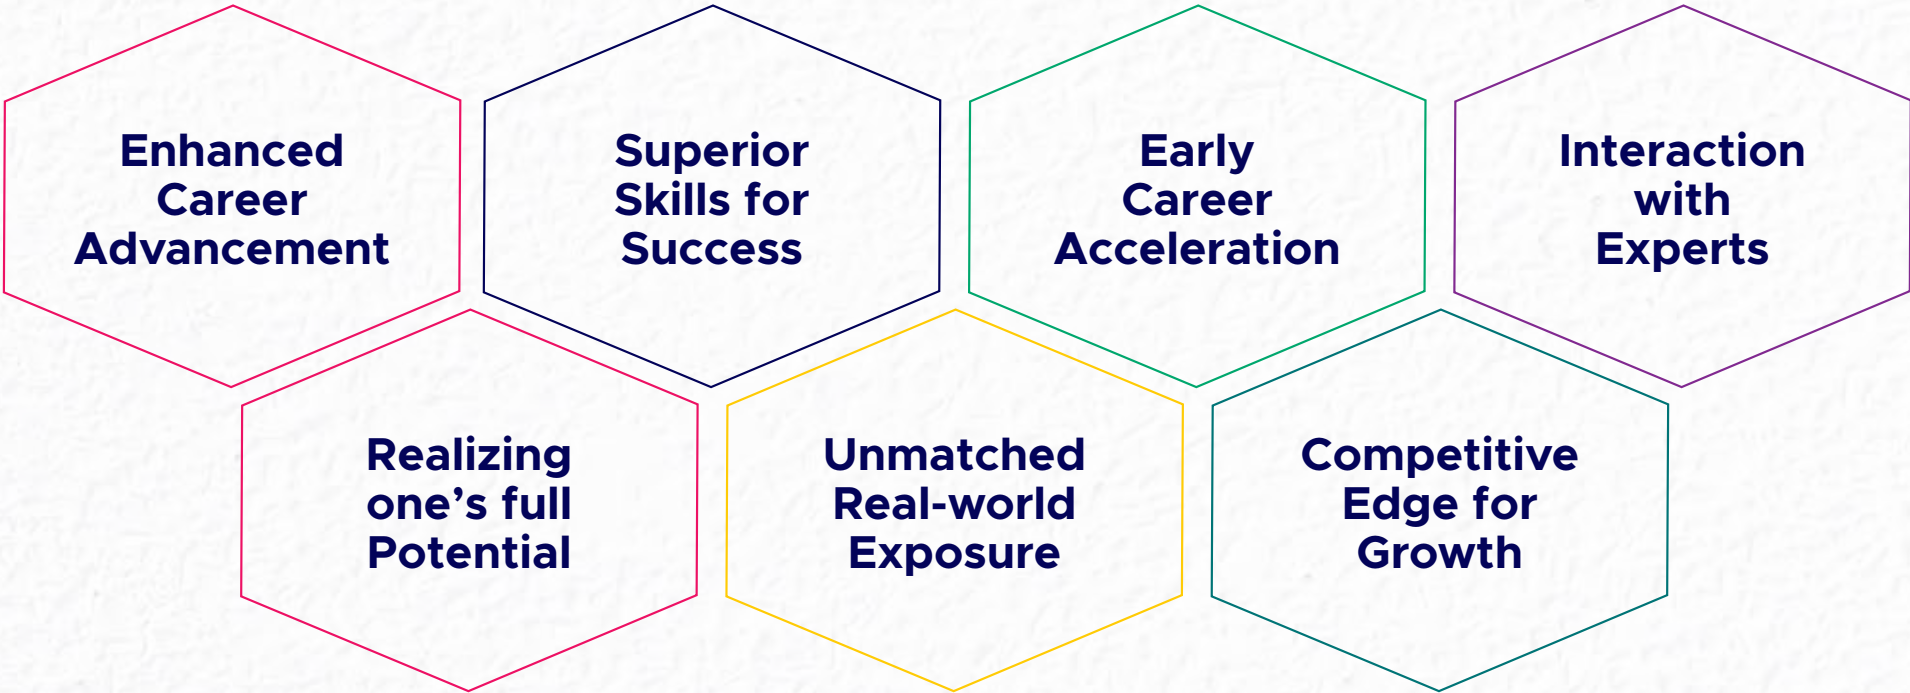 Enhanced
Career
Advancement
Superior
Skills for
Success
Early
Career
Acceleration
Interaction
with
Experts
Realizing
one’s full
Potential
Unmatched
Real-world
Exposure
Competitive
Edge for
Growth